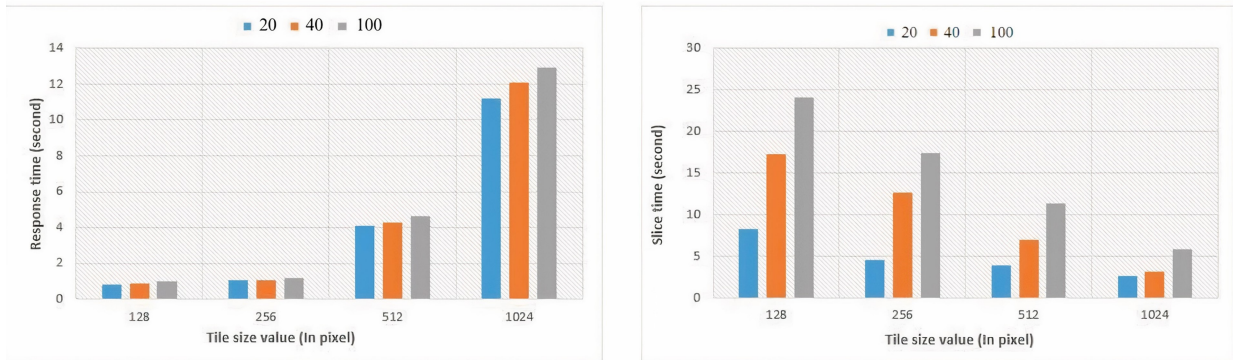 20 40 100
14
12
10
8
6
4
2
0
Response time (second)
128 256 512 1024
Tile size value (In pixel)
20 40 100
30
25
20
15
10
5
0
Slice time (second)
128 256 512 1024
Tile size value (In pixel)